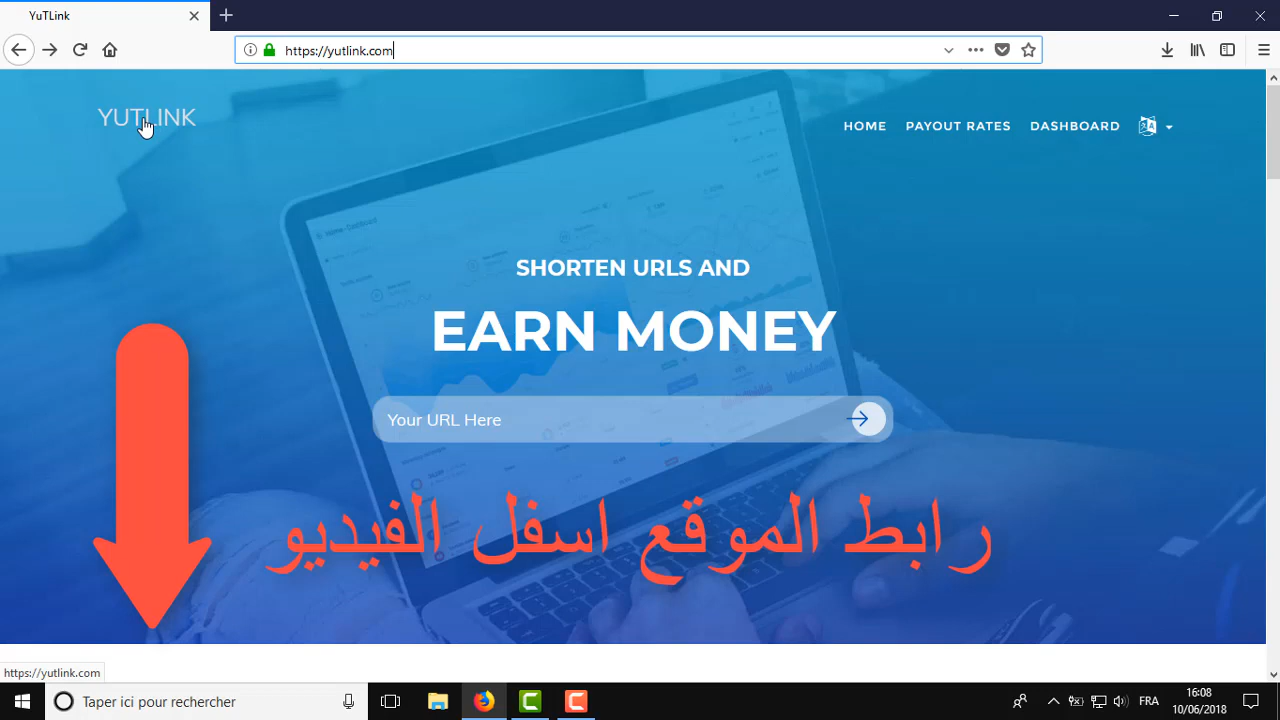 YuTLink
https://yutlink.com
YUTLINK
HOME PAYOUT RATES DASHBOARD
SHORTEN URLS AND
EARN MONEY
Your URL Here
رابط الموقع اسفل الفيديو
https://yutlink.com
Taper ici pour rechercher
FRA
16:08
10/06/2018